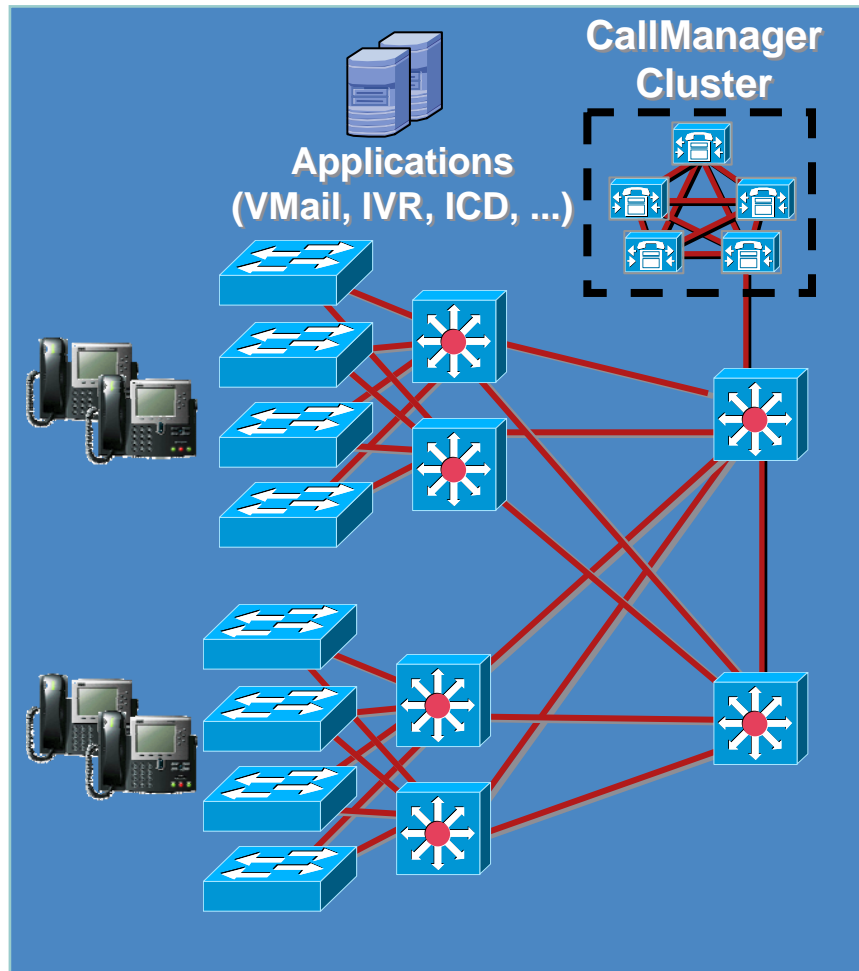 CallManager
Cluster
Applications
(VMail, IVR, ICD, ...)